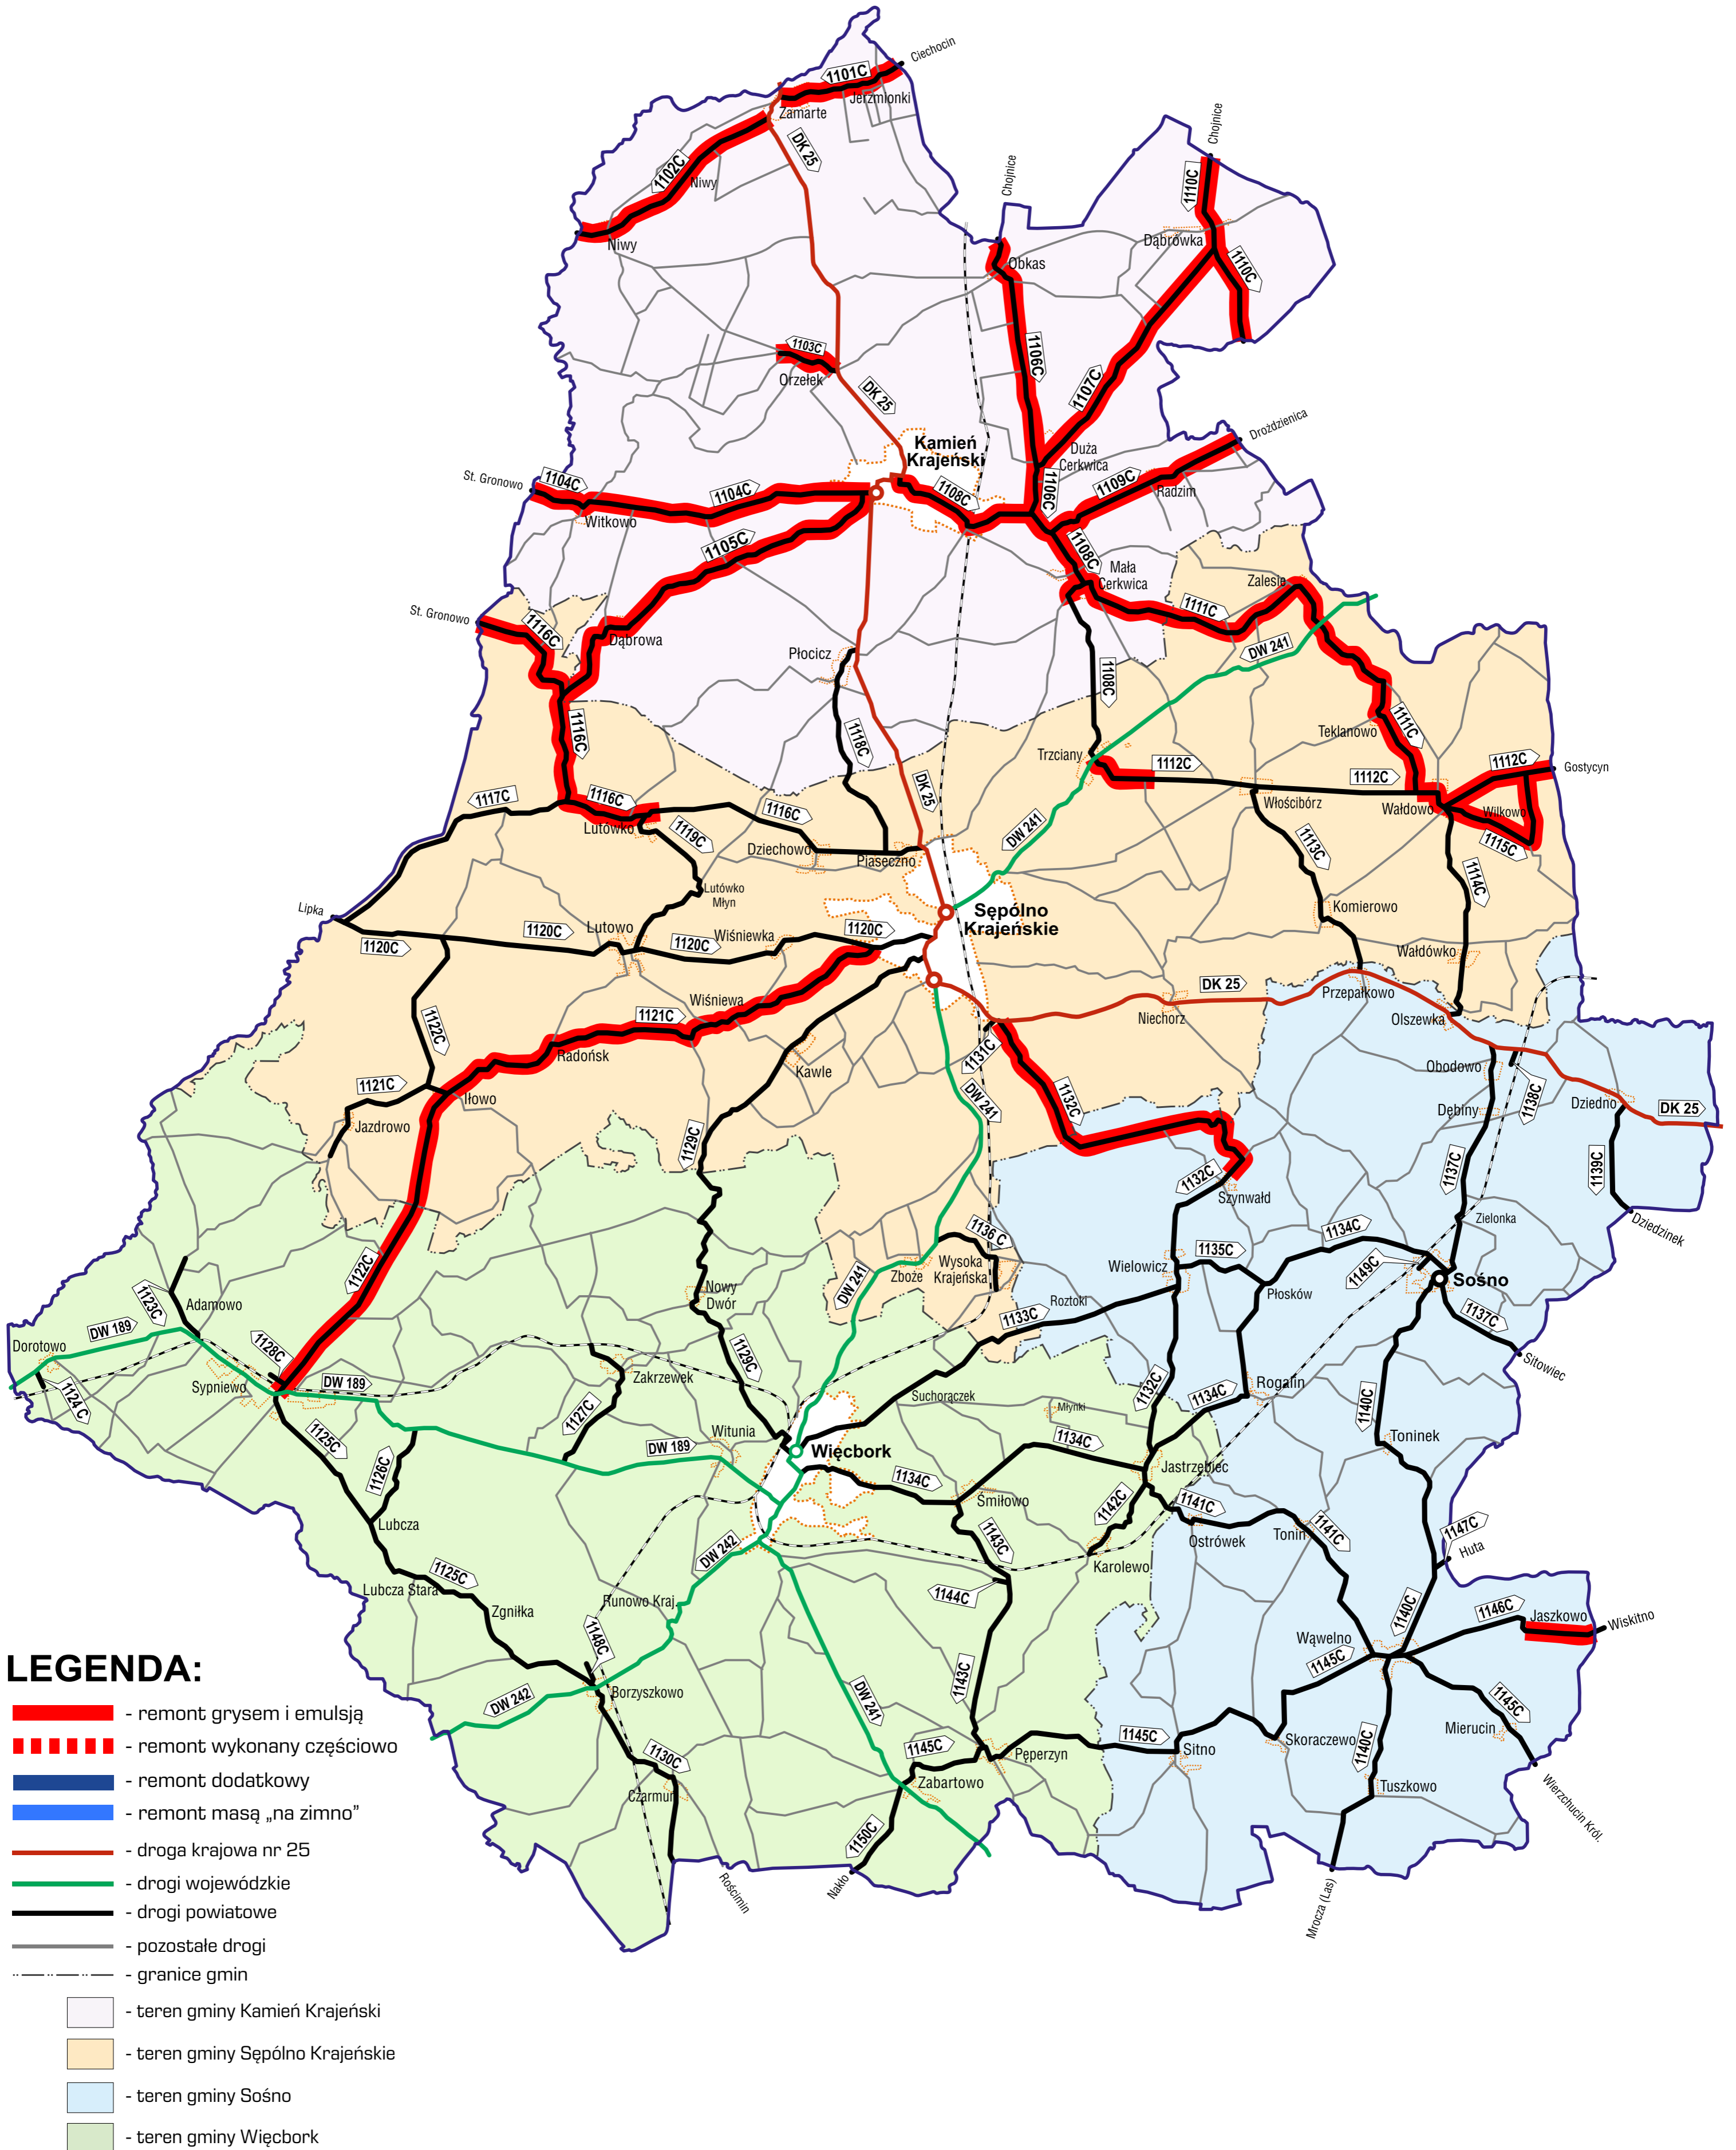 Ciechocin
1101C
Jerzmionki
Zamarte
DK 25
1102C
Niwy
Niwy
Chojnice
Chojnice
1110C
Dąbrówka
1110C
Obkas
1106C
1107C
1103C
Orzełek
DK 25
Kamień
Krajeński
Duża
Cerkwica
Drożdzienica
St. Gronowo
1104C
1104C
Witkowo
1108C
1106C
1109C
Radzim
1105C
1108C
Mała
Cerkwica
Zalesie
1111C
St. Gronowo
1116C
Dąbrowa
Płocicz
DW 241
1108C
1116C
1118C
Teklanowo
1111C
Trzciany
1112C
1112C
1112C
Gostycyn
DK 25
1117C
1116C
Lutówko
1116C
1119C
Dziechowo
Piaseczno
DW 241
Włościbórz
Wałdowo
Wilkowo
1115C
1113C
1114C
Lutówko
Młyn
Lipka
Sępólno
Krajeńskie
Komierowo
1120C
1120C
Lutowo
1120C
Wiśniewka
1120C
Wałdówko
Wiśniewa
DK 25
Przepałkowo
Niechorz
Olszewka
1121C
1122C
Radońsk
1131C
Kawle
Obodowo
1138C
1121C
Iłowo
DW 241
1132C
Dębiny
Dziedno
DK 25
Jazdrowo
1129C
1137C
1139C
1132C
Szynwałd
Zielonka
Dziedzinek
1136 C
1134C
1122C
Zboże
Wysoka
Krajeńska
Wielowicz
1135C
1149C
Sośno
DW 241
Nowy
Dwór
Płosków
Roztoki
1133C
1137C
1123C
Adamowo
DW 189
Dorotowo
1128C
Sitowiec
1129C
Zakrzewek
Sypniewo
DW 189
1124 C
1127C
Suchorączek
Młynki
1132C
1134C
Rogalin
1140C
1125C
1126C
DW 189
Witunia
Więcbork
1134C
Toninek
Jastrzębiec
1134C
Śmiłowo
1142C
1141C
Lubcza
Ostrówek
Tonin
1141C
1147C
Huta
1143C
DW 242
Karolewo
1125C
Lubcza Stara
1144C
Zgniłka
Runowo Kraj.
1140C
1146C
Jaszkowo
Wiskitno
1148C
Wąwelno
1145C
1143C
DW 242
Borzyszkowo
DW 241
1145C
Mierucin
1145C
Sitno
Skoraczewo
1140C
Pęperzyn
1145C
1130C
Zabartowo
Tuszkowo
Czarmuń
Wierzchucin Król.
1150C
Nakło
Rościmin
Mrocza (Las)
LEGENDA:
- remont grysem i emulsją
- remont wykonany częściowo
- remont dodatkowy
- remont masą „na zimno”
- droga krajowa nr 25
- drogi wojewódzkie
- drogi powiatowe
- pozostałe drogi
- granice gmin
- teren gminy Kamień Krajeński
- teren gminy Sępólno Krajeńskie
- teren gminy Sośno
- teren gminy Więcbork